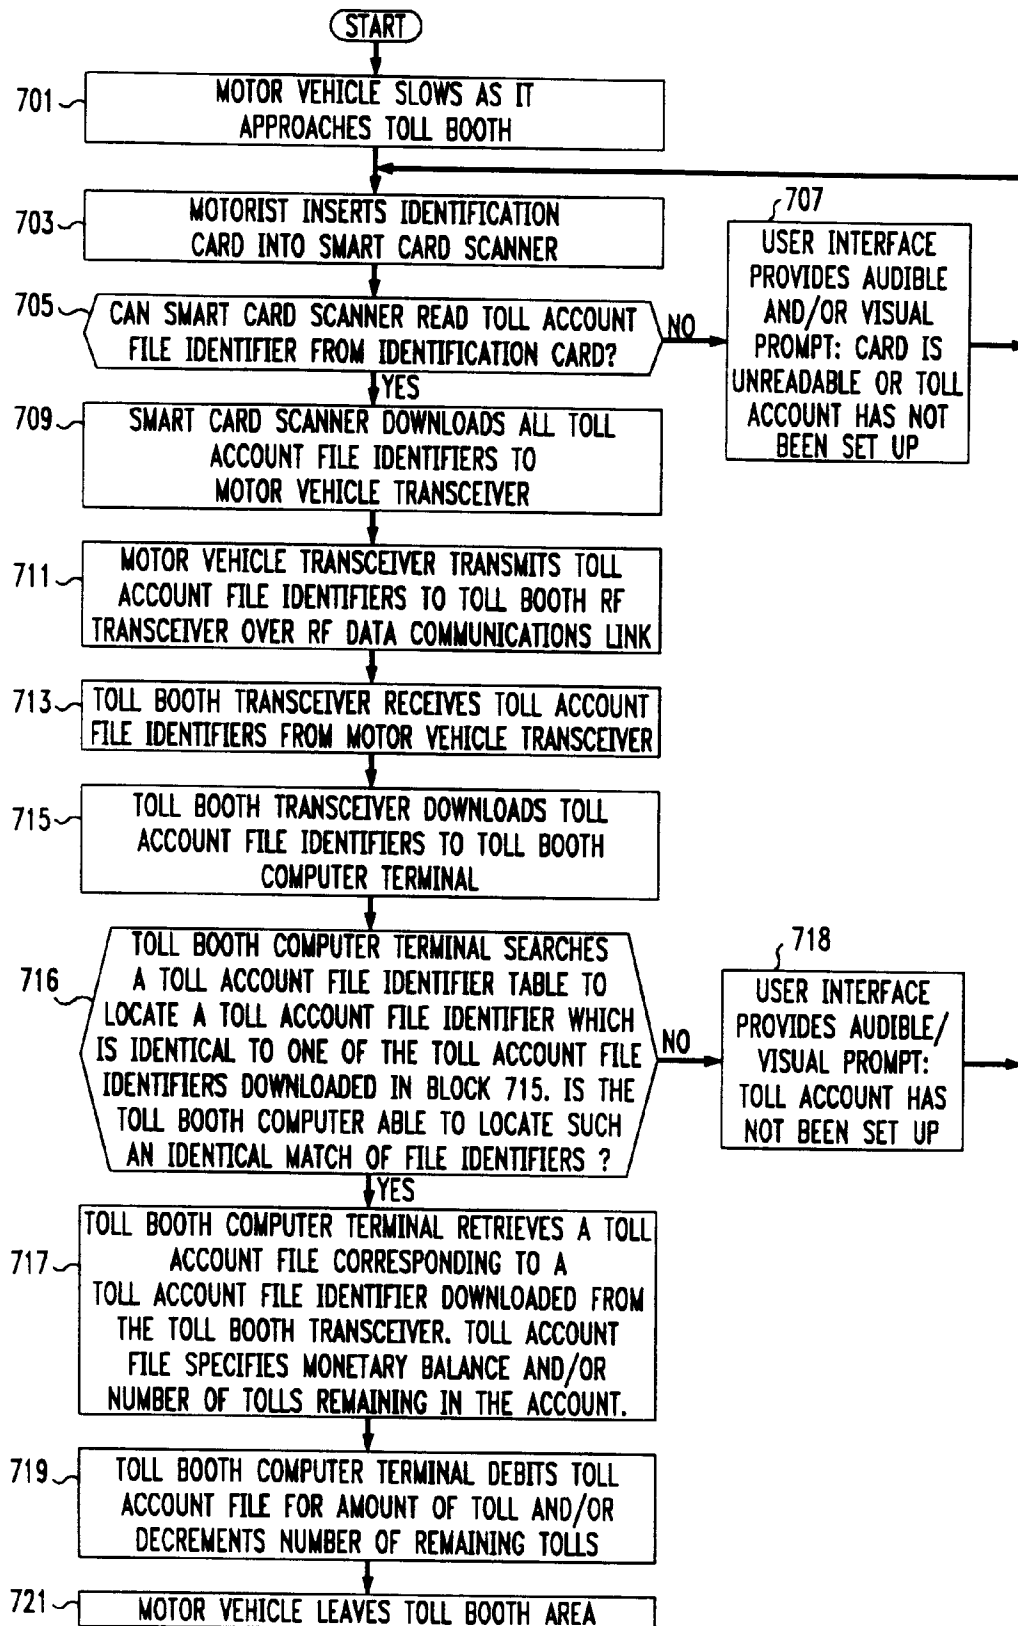 START
701
MOTOR VEHICLE SLOWS AS IT
APPROACHES TOLL BOOTH
703
MOTORIST INSERTS IDENTIFICATION
CARD INTO SMART CARD SCANNER
705
CAN SMART CARD SCANNER READ TOLL ACCOUNT
FILE IDENTIFIER FROM IDENTIFICATION CARD?
NO
707
USER INTERFACE
PROVIDES AUDIBLE
AND/OR VISUAL
PROMPT: CARD IS
UNREADABLE OR TOLL
ACCOUNT HAS NOT
BEEN SET UP
YES
709
SMART CARD SCANNER DOWNLOADS ALL TOLL
ACCOUNT FILE IDENTIFIERS TO
MOTOR VEHICLE TRANSCEIVER
711
MOTOR VEHICLE TRANSCEIVER TRANSMITS TOLL
ACCOUNT FILE IDENTIFIERS TO TOLL BOOTH RF
TRANSCEIVER OVER RF DATA COMMUNICATIONS LINK
713
TOLL BOOTH TRANSCEIVER RECEIVES TOLL ACCOUNT
FILE IDENTIFIERS FROM MOTOR VEHICLE TRANSCEIVER
715
TOLL BOOTH TRANSCEIVER DOWNLOADS TOLL
ACCOUNT FILE IDENTIFIERS TO TOLL BOOTH
COMPUTER TERMINAL
716
TOLL BOOTH COMPUTER TERMINAL SEARCHES
A TOLL ACCOUNT FILE IDENTIFIER TABLE TO
LOCATE A TOLL ACCOUNT FILE IDENTIFIER WHICH
IS IDENTICAL TO ONE OF THE TOLL ACCOUNT FILE
IDENTIFIERS DOWNLOADED IN BLOCK 715. IS THE
TOLL BOOTH COMPUTER ABLE TO LOCATE SUCH
AN IDENTICAL MATCH OF FILE IDENTIFIERS ?
NO
718
USER INTERFACE
PROVIDES AUDIBLE/
VISUAL PROMPT:
TOLL ACCOUNT HAS
NOT BEEN SET UP
YES
717
TOLL BOOTH COMPUTER TERMINAL RETRIEVES A TOLL
ACCOUNT FILE CORRESPONDING TO A
TOLL ACCOUNT FILE IDENTIFIER DOWNLOADED FROM
THE TOLL BOOTH TRANSCEIVER. TOLL ACCOUNT
FILE SPECIFIES MONETARY BALANCE AND/OR
NUMBER OF TOLLS REMAINING IN THE ACCOUNT.
719
TOLL BOOTH COMPUTER TERMINAL DEBITS TOLL
ACCOUNT FILE FOR AMOUNT OF TOLL AND/OR
DECREMENTS NUMBER OF REMAINING TOLLS
721
MOTOR VEHICLE LEAVES TOLL BOOTH AREA